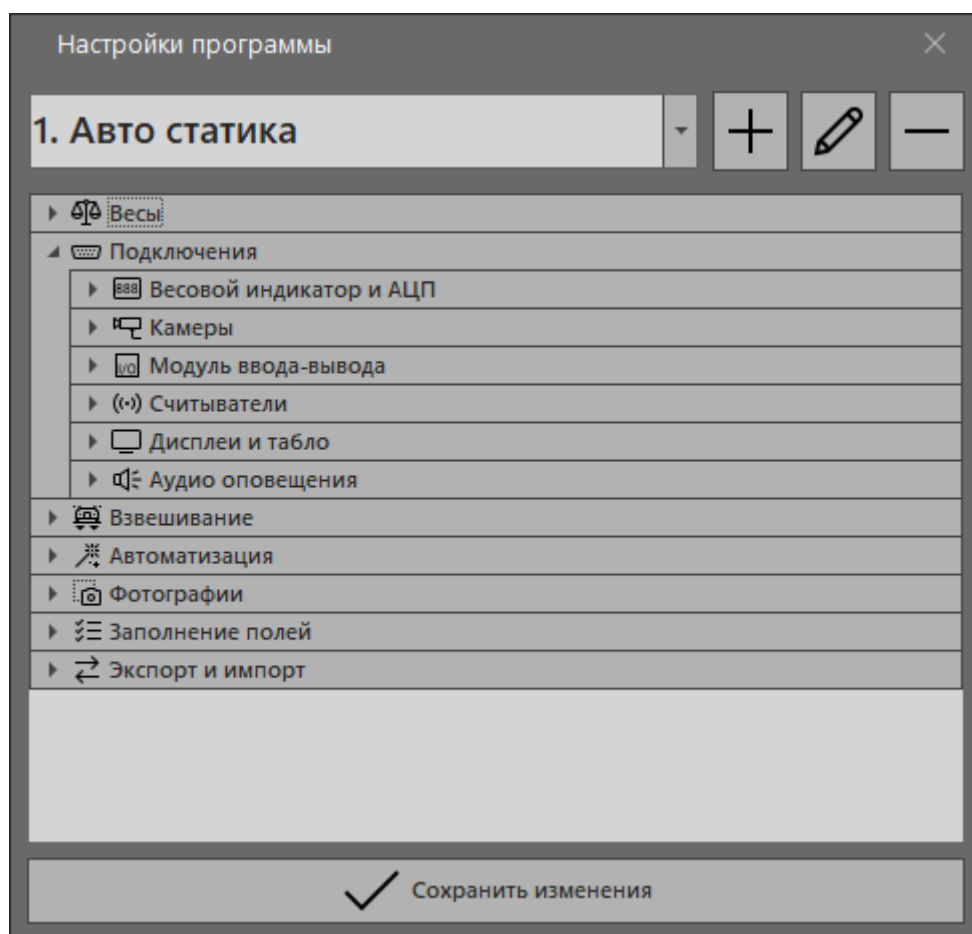 Настройки программы
1. Авто статика
Весы
Подключения
888 Весовой индикатор и АЦП
Камеры
I/O Модуль ввода-вывода
Считыватели
Дисплеи и табло
Аудио оповещения
Взвешивание
Автоматизация
Фотографии
Заполнение полей
Экспорт и импорт
Сохранить изменения